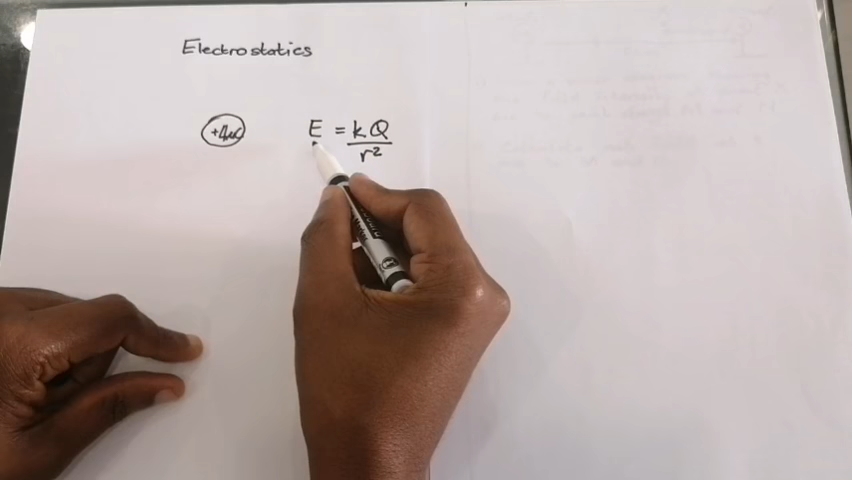 Electrostatics
+4μC
E = kQ
r²